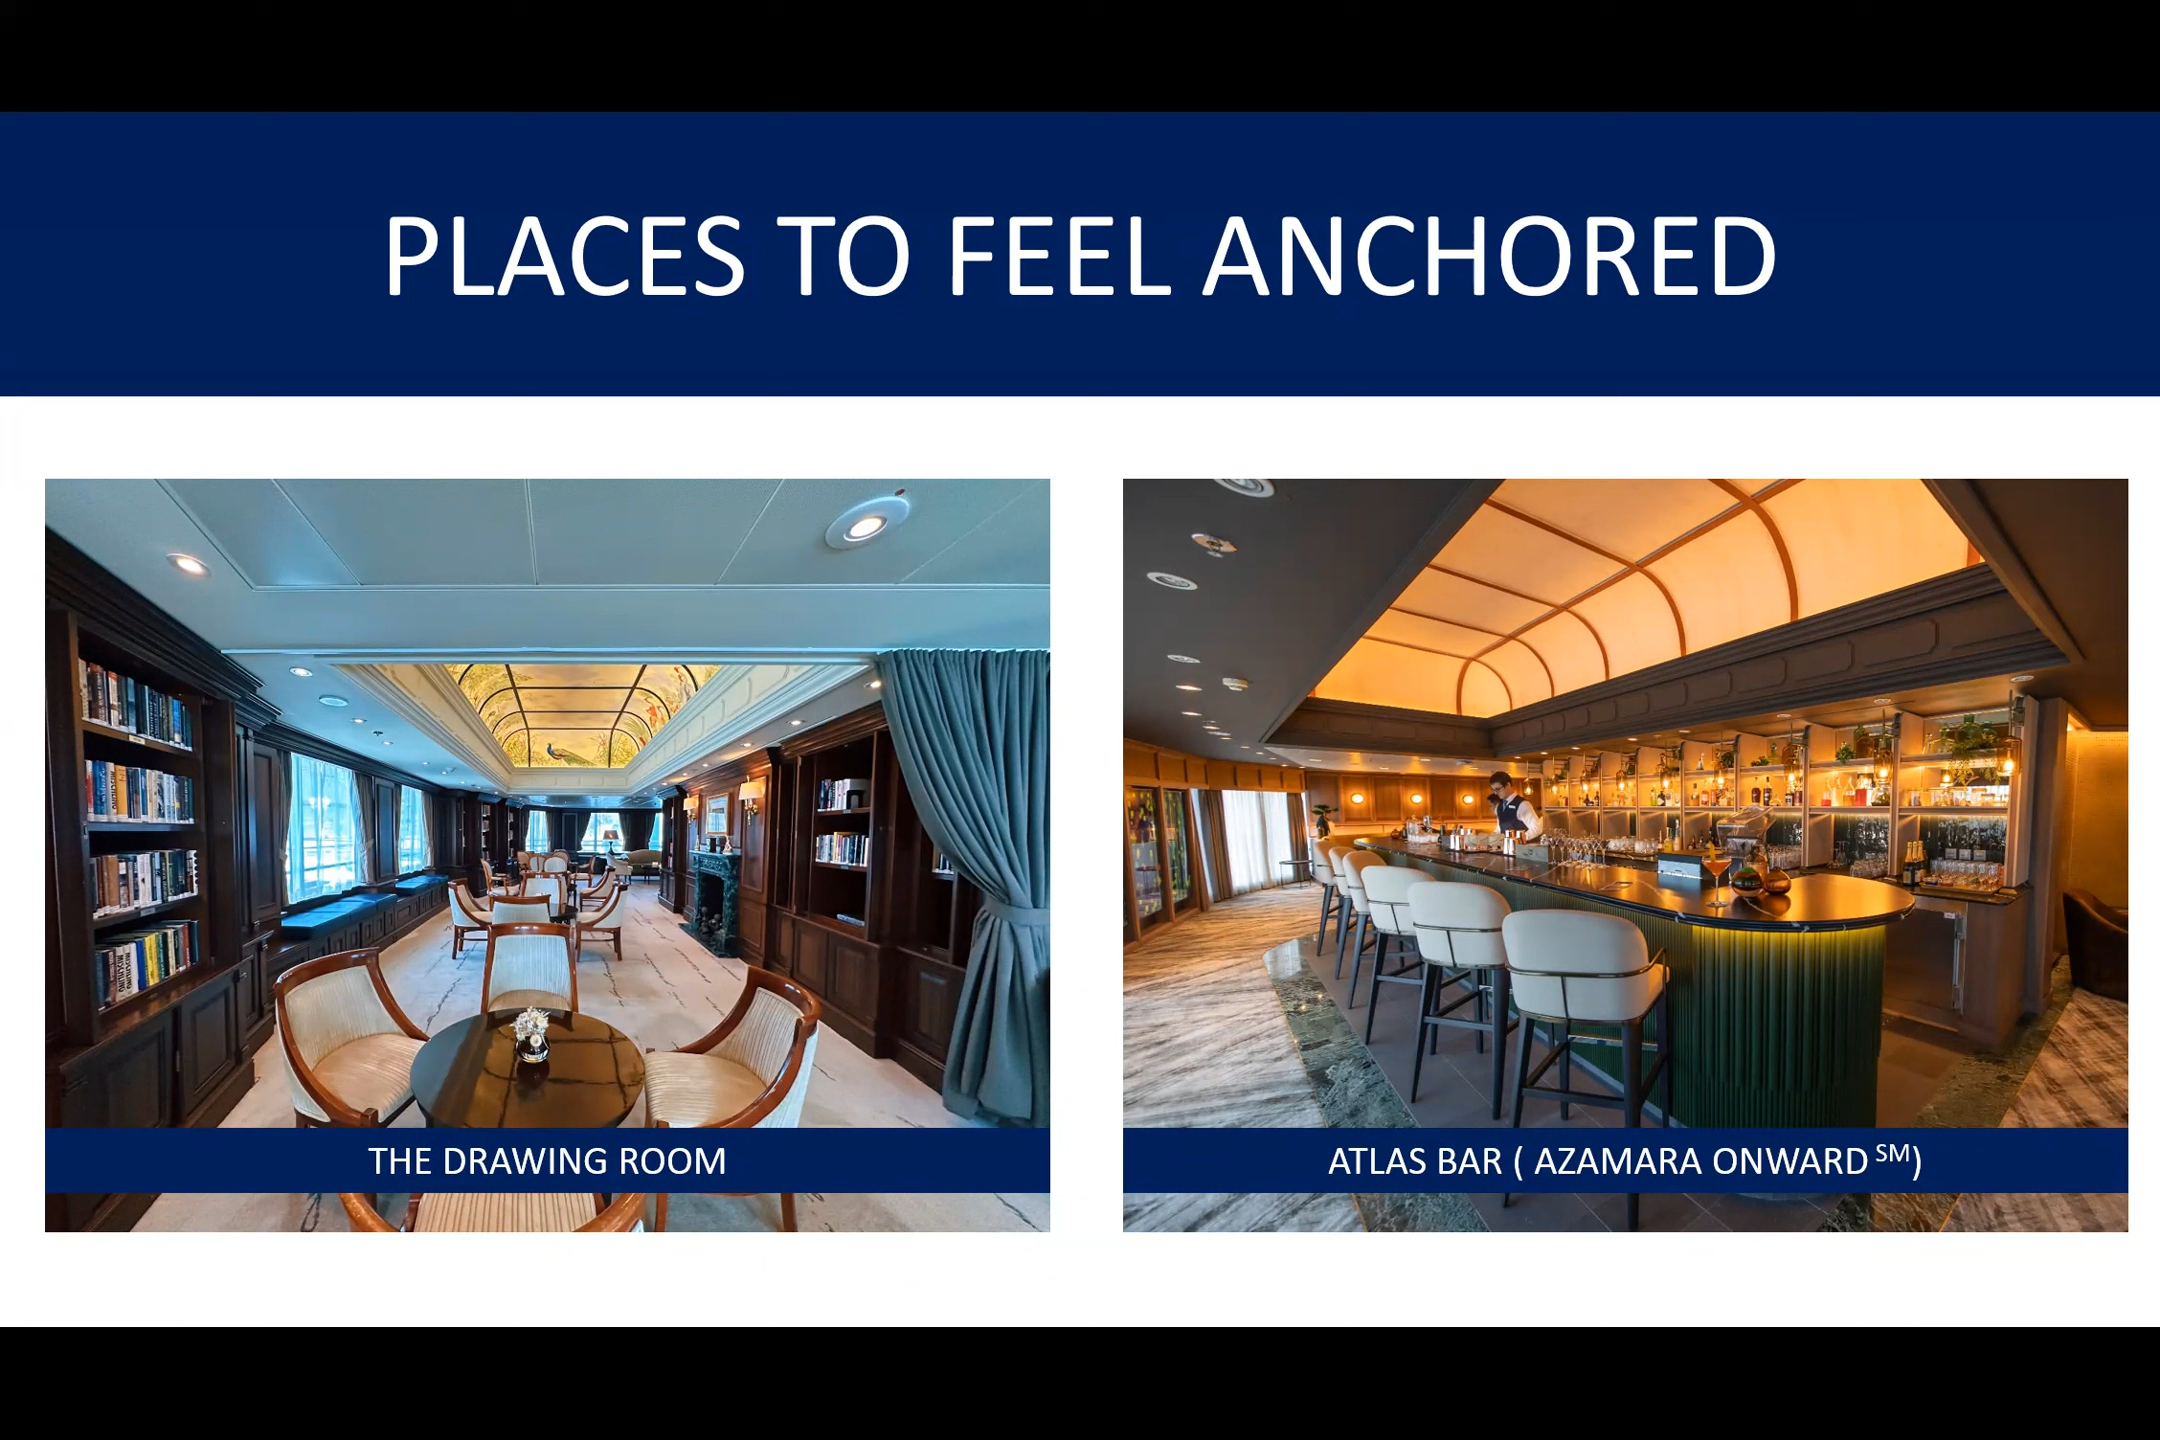 PLACES TO FEEL ANCHORED
THE DRAWING ROOM
ATLAS BAR ( AZAMARA ONWARD SM)